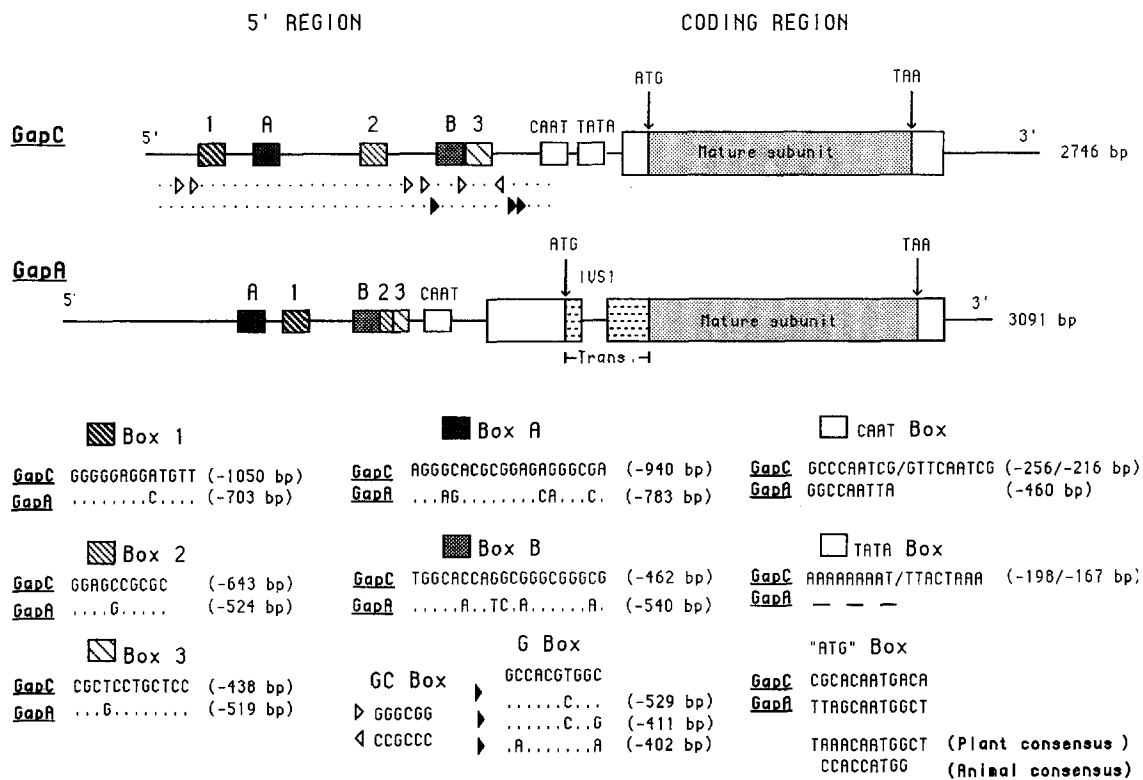 5' REGION CODING REGION
ATG TAA
GapC 5' 1 A 2 B 3 CAAT TATA Mature subunit 3' 2746 bp
ATG IVS1 TAA
GapA 5' A 1 B 2 3 CAAT Mature subunit 3' 3091 bp
Trans.
Box 1
GapC GGGGGAGGATGTT (-1050 bp)
GapA ........C.... (-703 bp)
Box 2
GapC GGAGCCGCGC (-643 bp)
GapA ....G..... (-524 bp)
Box 3
GapC CGCTCCTGCTCC (-438 bp)
GapA ...G........ (-519 bp)
Box A
GapC AGGGCACGCGGAGAGGGCGA (-940 bp)
GapA ...AG........CA...C. (-783 bp)
Box B
GapC TGGCACCAGGCGGGCGGGCG (-462 bp)
GapA .....A..TC.A......A. (-540 bp)
GC Box
GGGCGG
CCGCCC
G Box
GCCACGTGGC
......C... (-529 bp)
......C..G (-411 bp)
.A.......A (-402 bp)
CAAT Box
GapC GCCCAATCG/GTTCAATCG (-256/-216 bp)
GapA GGCCAATTA (-460 bp)
TATA Box
GapC AAAAAAAAT/TTACTAAA (-198/-167 bp)
GapA — — —
"ATG" Box
GapC CGCACAATGACA
GapA TTAGCAATGGCT
TAAACAATGGCT (Plant consensus)
CCACCATGG (Animal consensus)